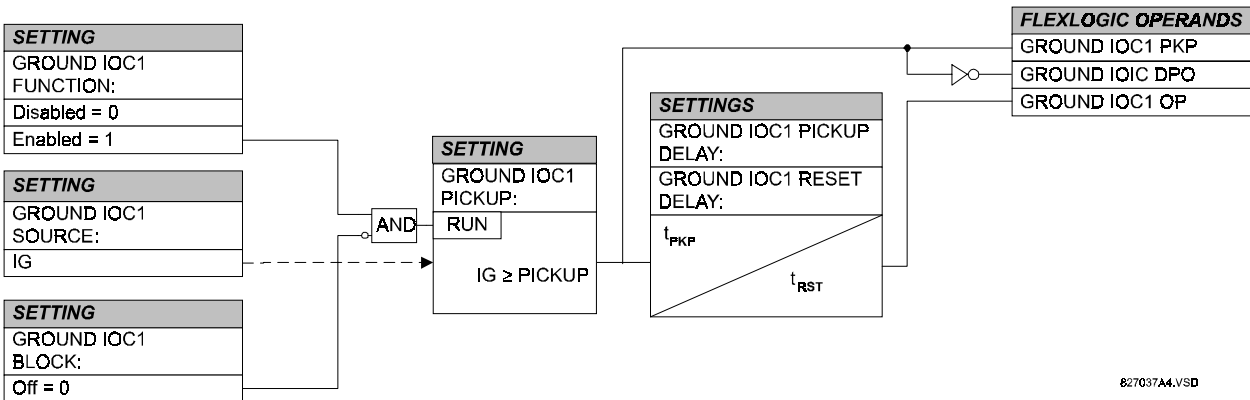 SETTING
GROUND IOC1
FUNCTION:
Disabled = 0
Enabled = 1
SETTING
GROUND IOC1
SOURCE:
IG
SETTING
GROUND IOC1
BLOCK:
Off = 0
AND
SETTING
GROUND IOC1
PICKUP:
RUN
IG ≥ PICKUP
SETTINGS
GROUND IOC1 PICKUP
DELAY:
GROUND IOC1 RESET
DELAY:
tPKP
tRST
FLEXLOGIC OPERANDS
GROUND IOC1 PKP
GROUND IOIC DPO
GROUND IOC1 OP
827037A4.VSD